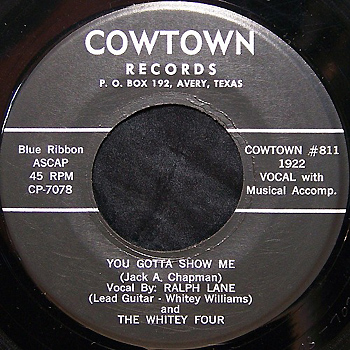 COWTOWN
RECORDS
P. O. BOX 192, AVERY, TEXAS
Blue Ribbon
ASCAP
45 RPM
CP-7078
COWTOWN #811
1922
VOCAL with
Musical Accomp.
YOU GOTTA SHOW ME
(Jack A. Chapman)
Vocal By: RALPH LANE
(Lead Guitar - Whitey Williams)
and
THE WHITEY FOUR